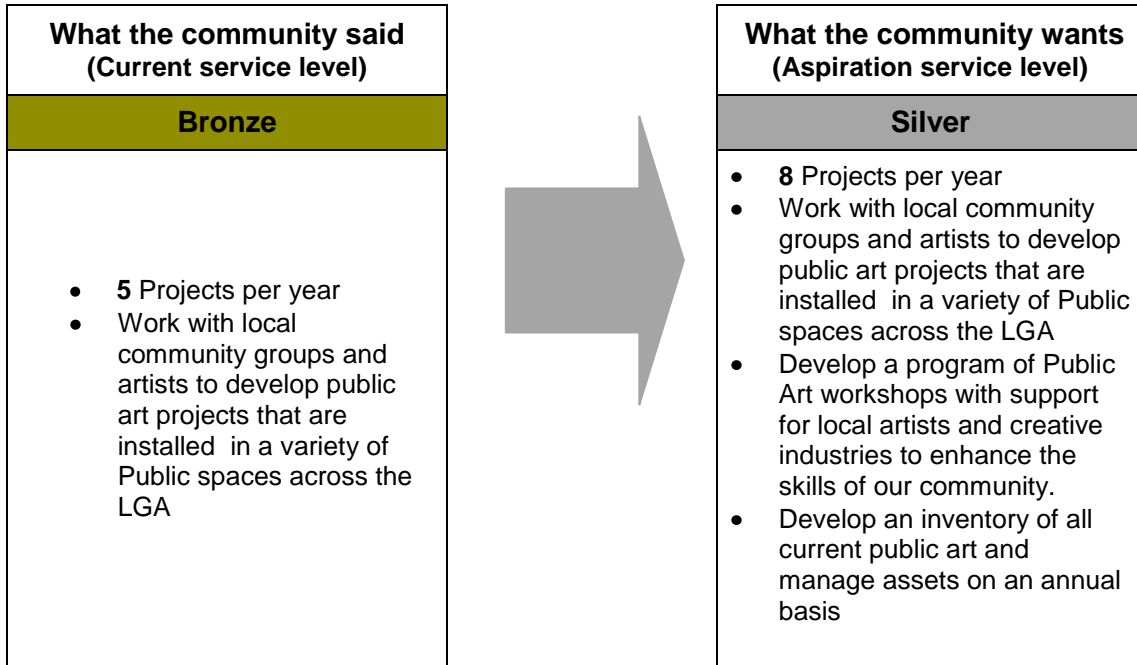 What the community said
(Current service level)
Bronze
• 5 Projects per year
• Work with local
community groups and
artists to develop public
art projects that are
installed  in a variety of
Public spaces across the
LGA
What the community wants
(Aspiration service level)
Silver
• 8 Projects per year
• Work with local community
groups and artists to develop
public art projects that are
installed  in a variety of Public
spaces across the LGA
• Develop a program of Public
Art workshops with support
for local artists and creative
industries to enhance the
skills of our community.
• Develop an inventory of all
current public art and
manage assets on an annual
basis